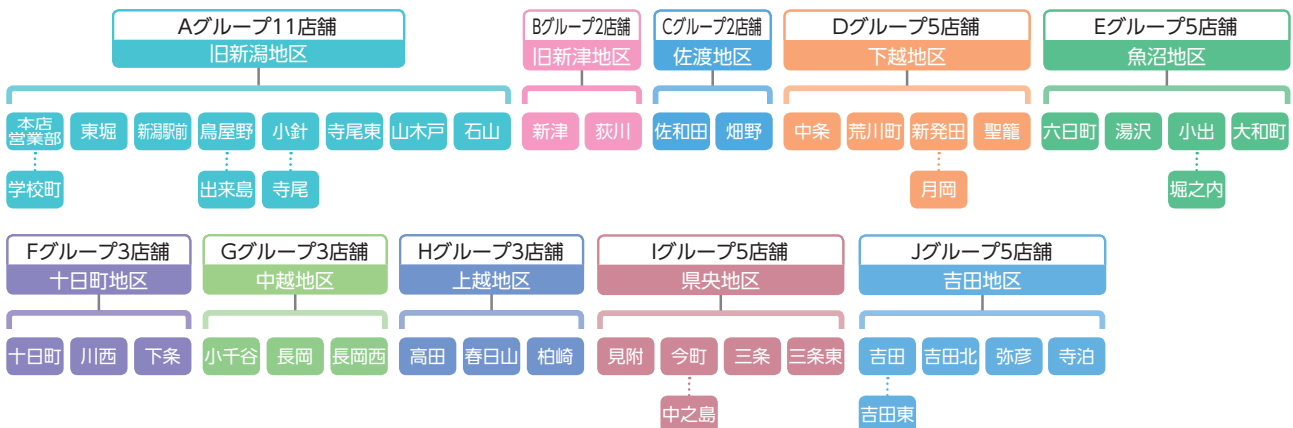 Aグループ11店舗
旧新潟地区
本店
営業部
東堀
新潟駅前
鳥屋野
小針
寺尾東
山木戸
石山
学校町
出来島
寺尾
Bグループ2店舗
旧新津地区
新津
荻川
Cグループ2店舗
佐渡地区
佐和田
畑野
Dグループ5店舗
下越地区
中条
荒川町
新発田
聖籠
月岡
Eグループ5店舗
魚沼地区
六日町
湯沢
小出
大和町
堀之内
Fグループ3店舗
十日町地区
十日町
川西
下条
Gグループ3店舗
中越地区
小千谷
長岡
長岡西
Hグループ3店舗
上越地区
高田
春日山
柏崎
Iグループ5店舗
県央地区
見附
今町
三条
三条東
中之島
Jグループ5店舗
吉田地区
吉田
吉田北
弥彦
寺泊
吉田東